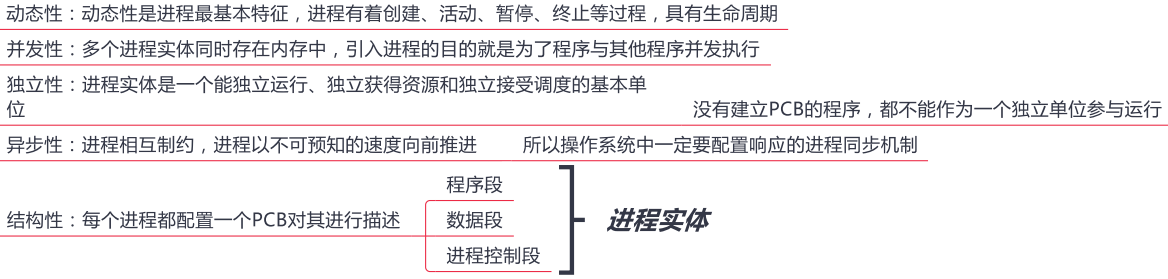 动态性：动态性是进程最基本特征，进程有着创建、活动、暂停、终止等过程，具有生命周期
并发性：多个进程实体同时存在内存中，引入进程的目的就是为了程序与其他程序并发执行
独立性：进程实体是一个能独立运行、独立获得资源和独立接受调度的基本单
位
没有建立PCB的程序，都不能作为一个独立单位参与运行
异步性：进程相互制约，进程以不可预知的速度向前推进
所以操作系统中一定要配置响应的进程同步机制
结构性：每个进程都配置一个PCB对其进行描述
程序段
数据段
进程控制段
进程实体